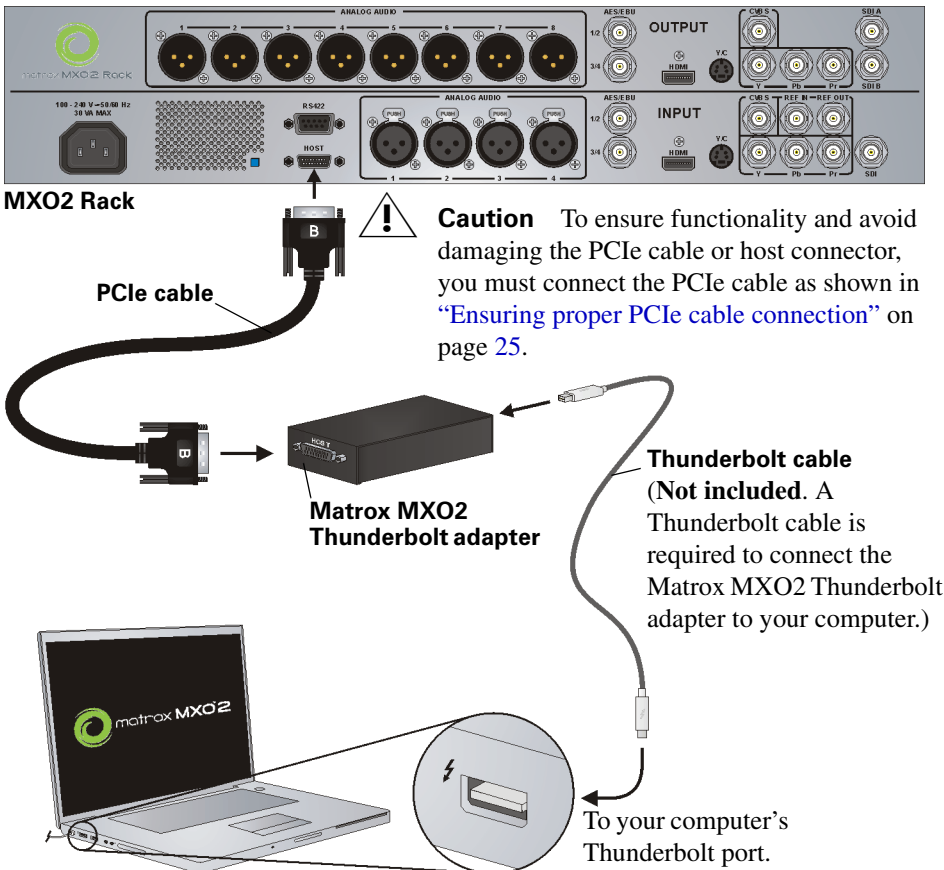 ANALOG AUDIO
1 2 3 4 5 6 7 8
AES/EBU
1/2
3/4
OUTPUT
HDMI
Y/C
CVBS
Y Pb Pr
SDI A
SDI B
matrox MXO2 Rack
100 - 240 V ~ 50/60 Hz
30 VA MAX
RS422
HOST
ANALOG AUDIO
PUSH PUSH PUSH PUSH
1 2 3 4
AES/EBU
1/2
3/4
INPUT
HDMI
Y/C
CVBS REF IN REF OUT
Y Pb Pr
SDI
MXO2 Rack
B
PCIe cable
Caution To ensure functionality and avoid
damaging the PCIe cable or host connector,
you must connect the PCIe cable as shown in
“Ensuring proper PCIe cable connection” on
page 25.
B
HOST
Matrox MXO2
Thunderbolt adapter
Thunderbolt cable
(Not included. A
Thunderbolt cable is
required to connect the
Matrox MXO2 Thunderbolt
adapter to your computer.)
matrox MXO2
To your computer's
Thunderbolt port.